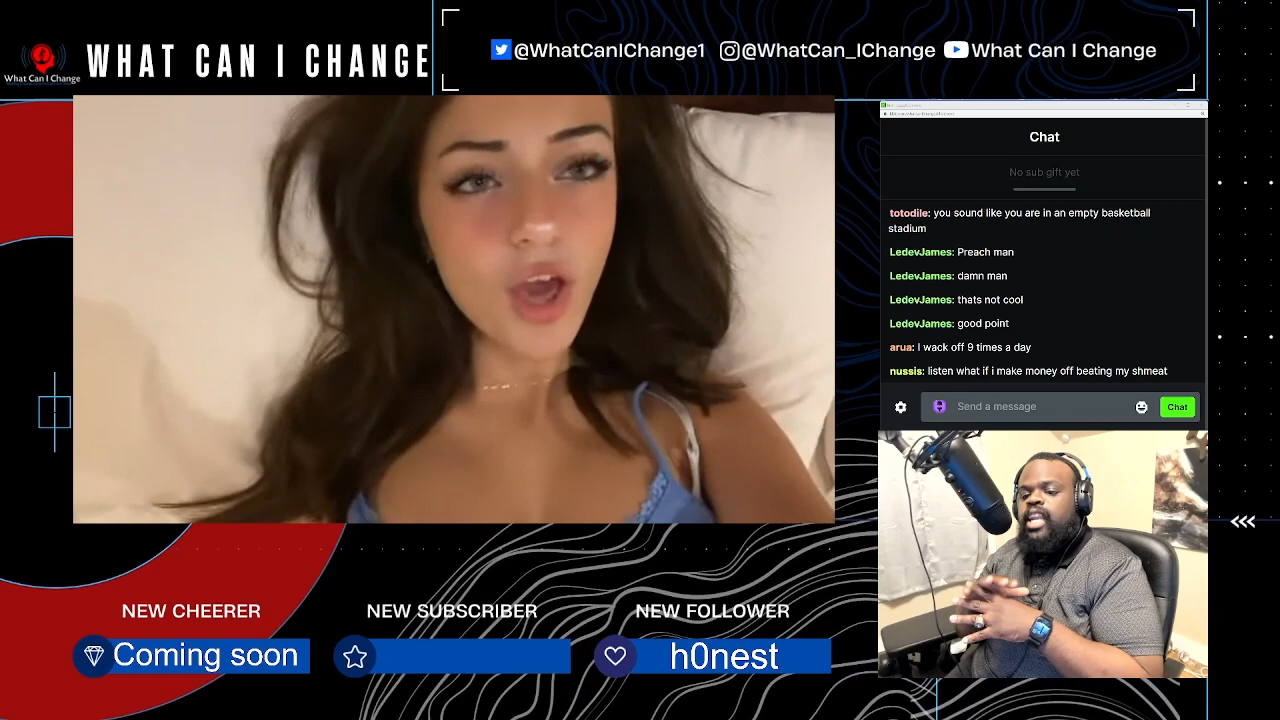 What Can I Change
WHAT CAN I CHANGE
@WhatCanIChange1 @WhatCan_IChange What Can I Change
Chat
No sub gift yet
totodile: you sound like you are in an empty basketball
stadium
LedevJames: Preach man
LedevJames: damn man
LedevJames: thats not cool
LedevJames: good point
arua: I wack off 9 times a day
nussis: listen what if i make money off beating my shmeat
Send a message
Chat
NEW CHEERER
NEW SUBSCRIBER
NEW FOLLOWER
Coming soon
h0nest